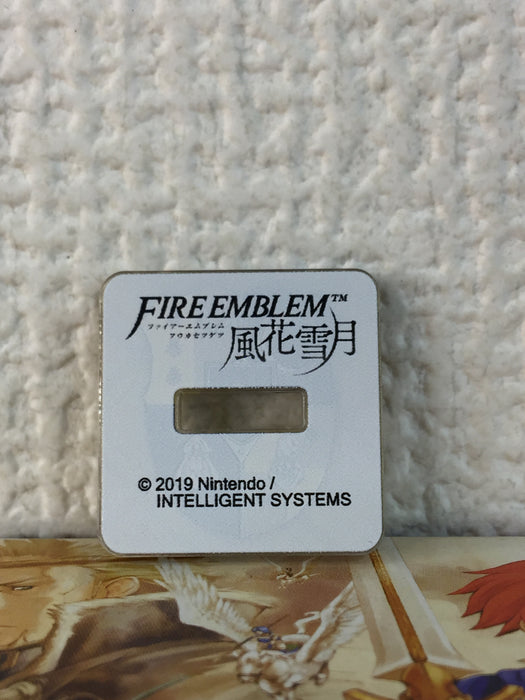 FIRE EMBLEM™
ファイアーエムブレム
フウカセツゲツ
風花雪月
© 2019 Nintendo /
INTELLIGENT SYSTEMS